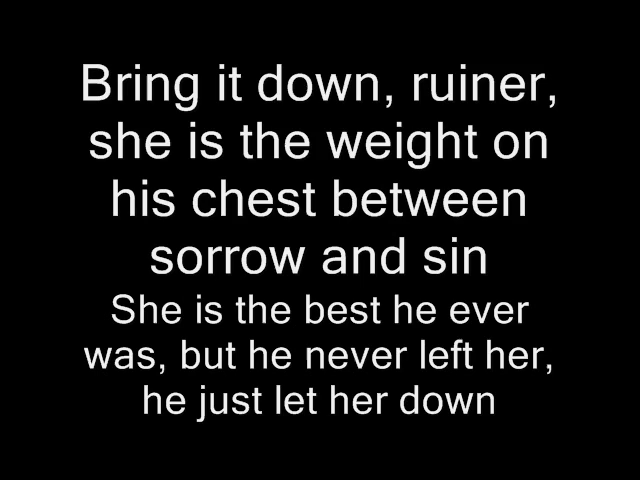 Bring it down, ruiner,
she is the weight on
his chest between
sorrow and sin
She is the best he ever
was, but he never left her,
he just let her down